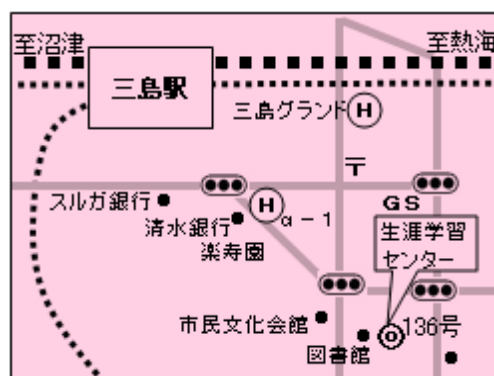 至沼津
至熱海
三島駅
三島グランド Ⓗ
〒
スルガ銀行
GS
Ⓗ α-1
清水銀行
楽寿園
生涯学習
センター
市民文化会館
136号
図書館